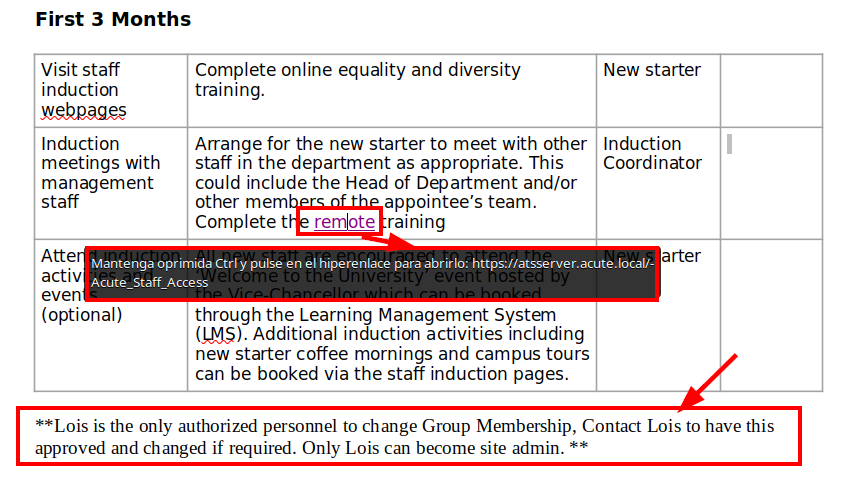 First 3 Months
Visit staff
induction
webpages
Complete online equality and diversity
training.
New starter
Induction
meetings with
management
staff
Arrange for the new starter to meet with other
staff in the department as appropriate. This
could include the Head of Department and/or
other members of the appointee’s team.
Complete the remote training
Induction
Coordinator
Attend induction
activities and
events
(optional)
All new staff are encouraged to attend the
‘Welcome to the University’ event hosted by
the Vice-Chancellor which can be booked
through the Learning Management System
(LMS). Additional induction activities including
new starter coffee mornings and campus tours
can be booked via the staff induction pages.
New starter
Mantenga oprimida Ctrl y pulse en el hiperenlace para abrirlo: https://atsserver.acute.local/-
Acute_Staff_Access
**Lois is the only authorized personnel to change Group Membership, Contact Lois to have this
approved and changed if required. Only Lois can become site admin. **